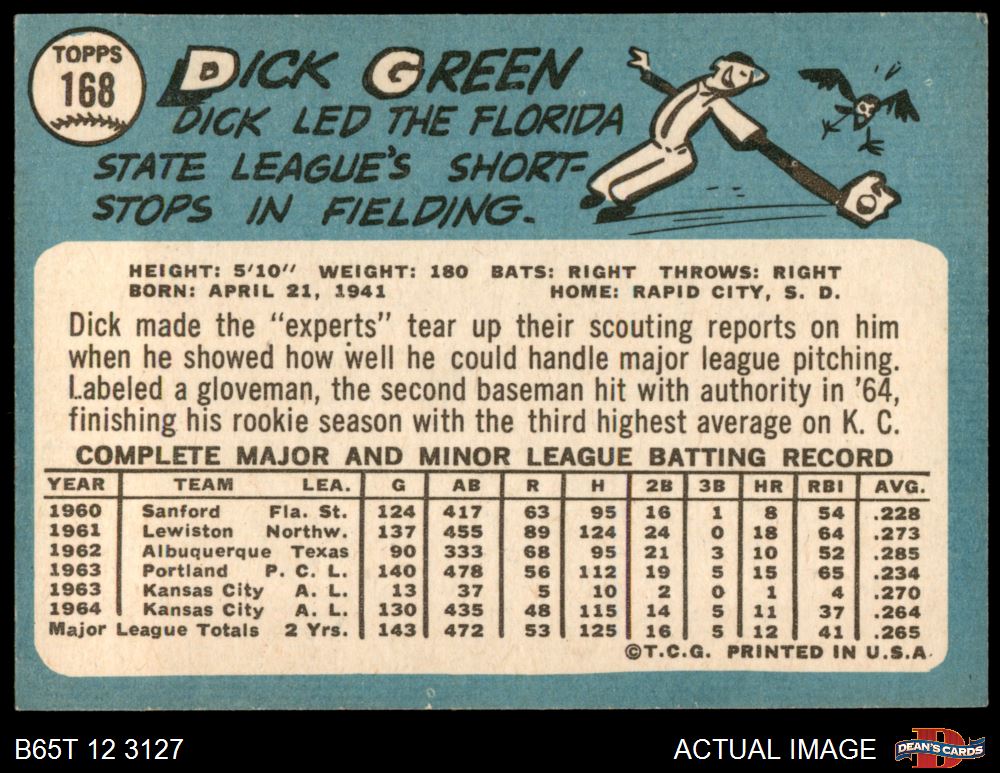 TOPPS
168
DICK GREEN
DICK LED THE FLORIDA
STATE LEAGUE'S SHORT-
STOPS IN FIELDING.
HEIGHT: 5'10" WEIGHT: 180 BATS: RIGHT THROWS: RIGHT
BORN: APRIL 21, 1941 HOME: RAPID CITY, S. D.
Dick made the "experts" tear up their scouting reports on him
when he showed how well he could handle major league pitching.
Labeled a gloveman, the second baseman hit with authority in '64,
finishing his rookie season with the third highest average on K. C.
COMPLETE MAJOR AND MINOR LEAGUE BATTING RECORD
YEAR TEAM LEA. G AB R H 2B 3B HR RBI AVG.
1960 Sanford Fla. St. 124 417 63 95 16 1 8 54 .228
1961 Lewiston Northw. 137 455 89 124 24 0 18 64 .273
1962 Albuquerque Texas 90 333 68 95 21 3 10 52 .285
1963 Portland P. C. L. 140 478 56 112 19 5 15 65 .234
1963 Kansas City A. L. 13 37 5 10 2 0 1 4 .270
1964 Kansas City A. L. 130 435 48 115 14 5 11 37 .264
Major League Totals 2 Yrs. 143 472 53 125 16 5 12 41 .265
©T.C.G. PRINTED IN U.S.A
B65T 12 3127 ACTUAL IMAGE
D
DEAN'S CARDS